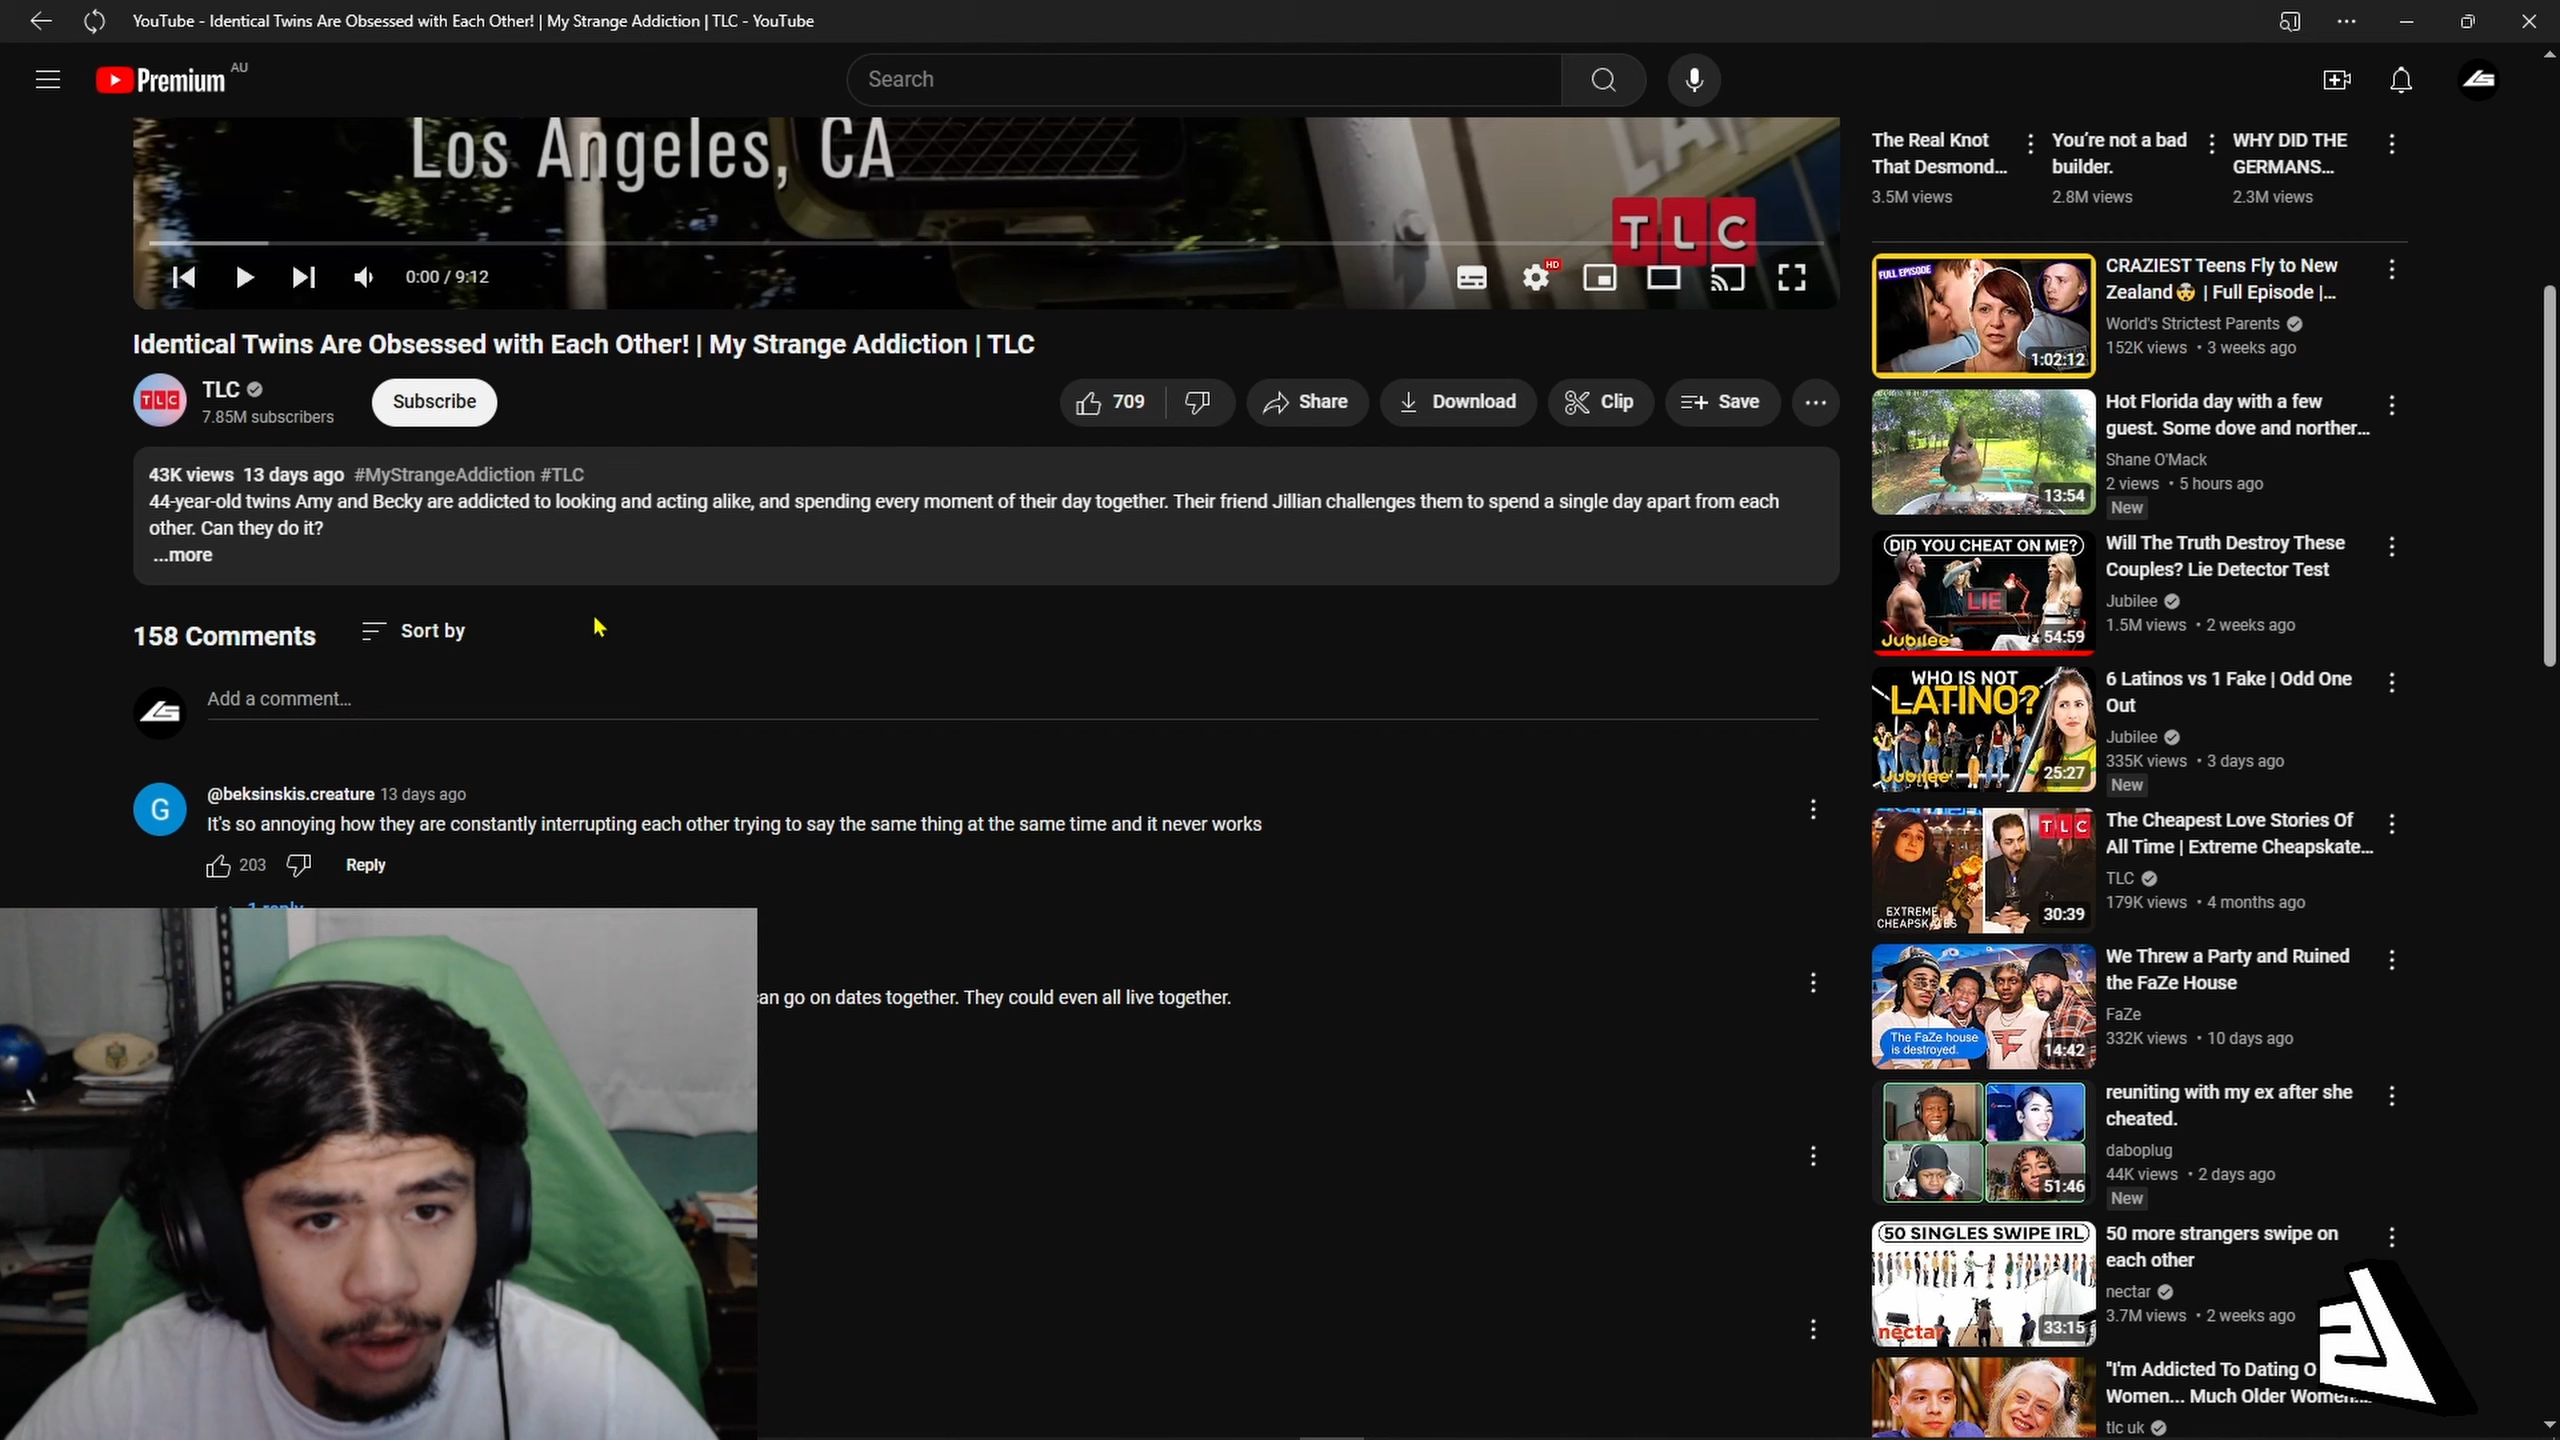 YouTube - Identical Twins Are Obsessed with Each Other! | My Strange Addiction | TLC - YouTube
Premium AU
Search
Los Angeles, CA
TLC
0:00 / 9:12
HD
Identical Twins Are Obsessed with Each Other! | My Strange Addiction | TLC
TLC
TLC
7.85M subscribers
Subscribe
709
Share
Download
Clip
Save
43K views 13 days ago #MyStrangeAddiction #TLC
44-year-old twins Amy and Becky are addicted to looking and acting alike, and spending every moment of their day together. Their friend Jillian challenges them to spend a single day apart from each
other. Can they do it?
...more
158 Comments
Sort by
Add a comment...
G
@beksinskis.creature 13 days ago
It's so annoying how they are constantly interrupting each other trying to say the same thing at the same time and it never works
203
Reply
1 reply
can go on dates together. They could even all live together.
The Real Knot
That Desmond...
3.5M views
You're not a bad
builder.
2.8M views
WHY DID THE
GERMANS...
2.3M views
FULL EPISODE
1:02:12
CRAZIEST Teens Fly to New
Zealand🤯 | Full Episode |...
World's Strictest Parents
152K views • 3 weeks ago
13:54
Hot Florida day with a few
guest. Some dove and norther...
Shane O'Mack
2 views • 5 hours ago
New
DID YOU CHEAT ON ME?
LIE
Jubilee
54:59
Will The Truth Destroy These
Couples? Lie Detector Test
Jubilee
1.5M views • 2 weeks ago
WHO IS NOT
LATINO?
Jubilee
25:27
6 Latinos vs 1 Fake | Odd One
Out
Jubilee
335K views • 3 days ago
New
TLC
EXTREME
CHEAPSKATES
30:39
The Cheapest Love Stories Of
All Time | Extreme Cheapskate...
TLC
179K views • 4 months ago
The FaZe house
is destroyed.
14:42
We Threw a Party and Ruined
the FaZe House
FaZe
332K views • 10 days ago
51:46
reuniting with my ex after she
cheated.
daboplug
44K views • 2 days ago
New
50 SINGLES SWIPE IRL
nectar
33:15
50 more strangers swipe on
each other
nectar
3.7M views • 2 weeks ago
"I'm Addicted To Dating O
Women... Much Older Women...
tlc uk